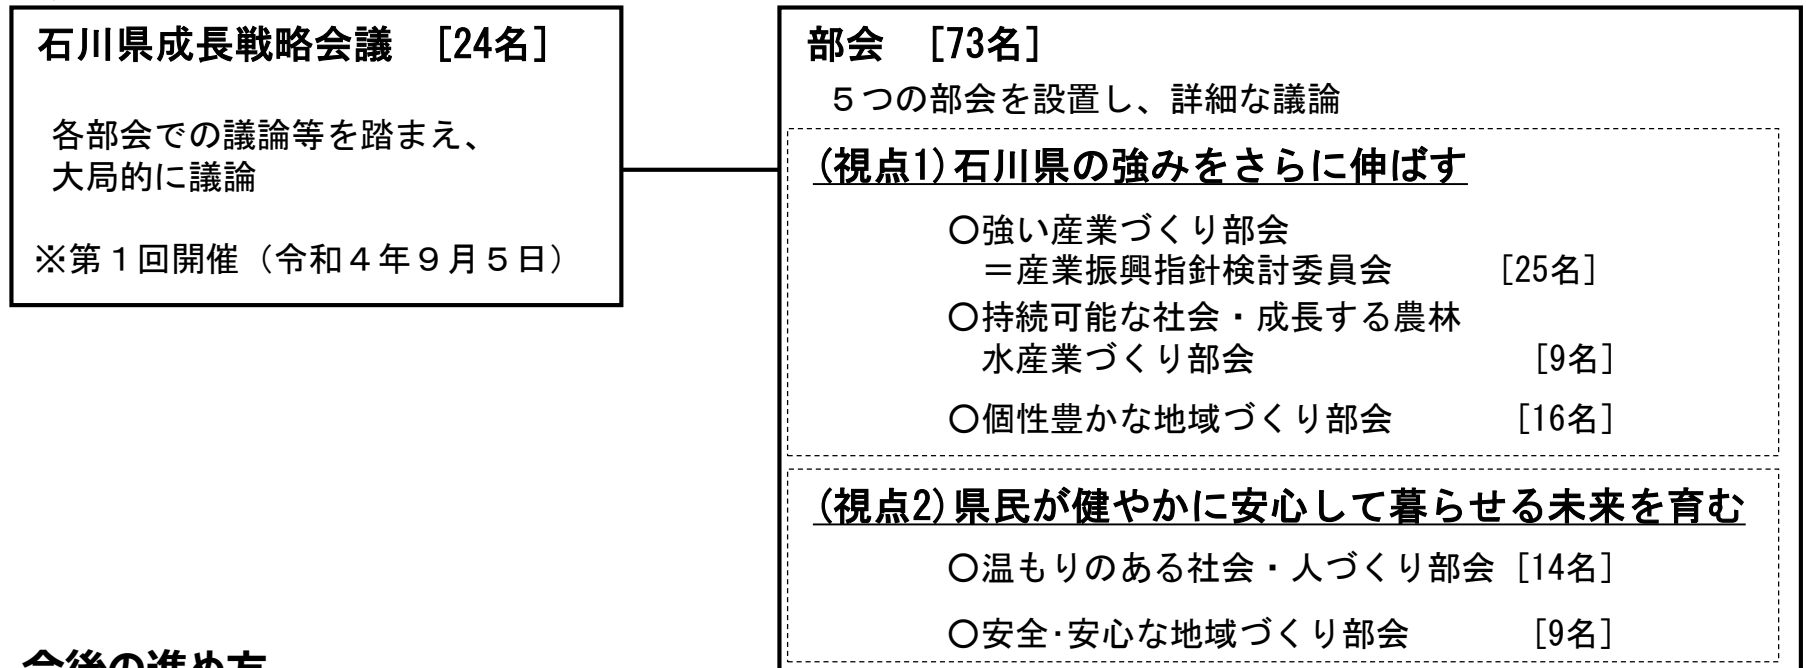 石川県成長戦略会議　[24名]
各部会での議論等を踏まえ、
大局的に議論
※第１回開催（令和４年９月５日）
部会　[73名]
５つの部会を設置し、詳細な議論
(視点1)石川県の強みをさらに伸ばす
○強い産業づくり部会
＝産業振興指針検討委員会　[25名]
○持続可能な社会・成長する農林
水産業づくり部会　[9名]
○個性豊かな地域づくり部会　[16名]
(視点2)県民が健やかに安心して暮らせる未来を育む
○温もりのある社会・人づくり部会 [14名]
○安全･安心な地域づくり部会　[9名]
今後の進め方